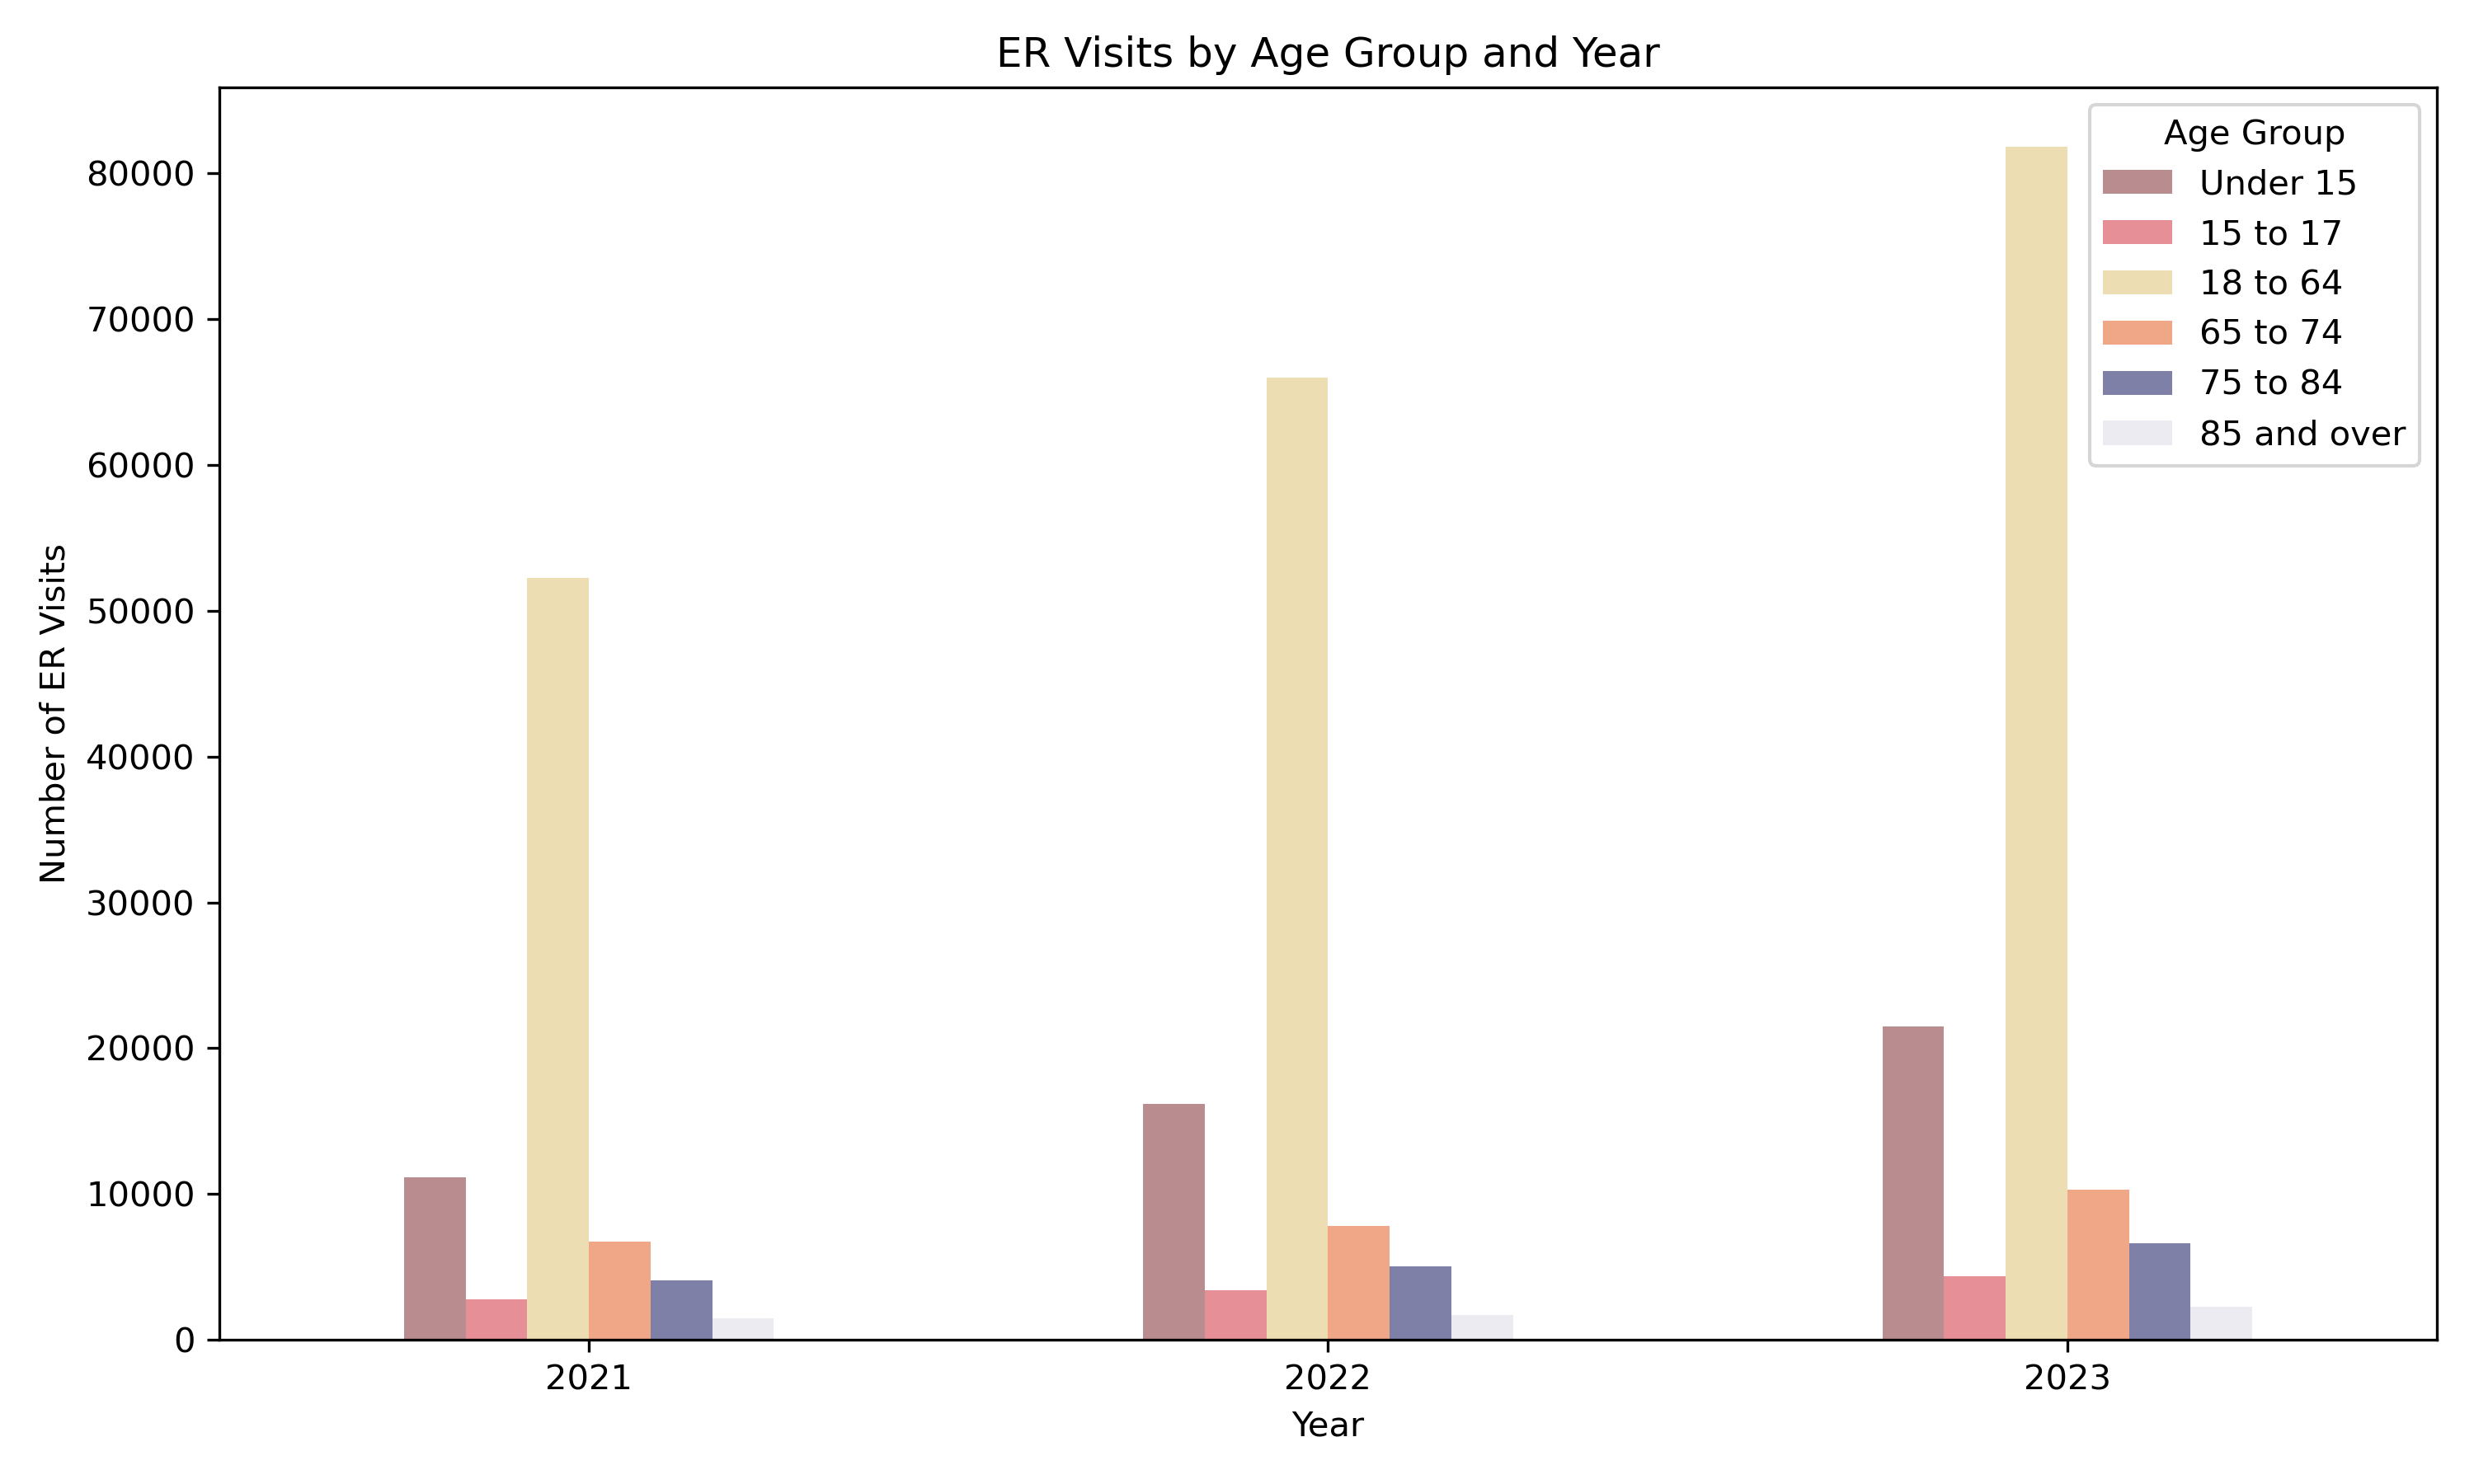 ER Visits by Age Group and Year
Number of ER Visits
80000
70000
60000
50000
40000
30000
20000
10000
0
Age Group
Under 15
15 to 17
18 to 64
65 to 74
75 to 84
85 and over
2021
2022
2023
Year